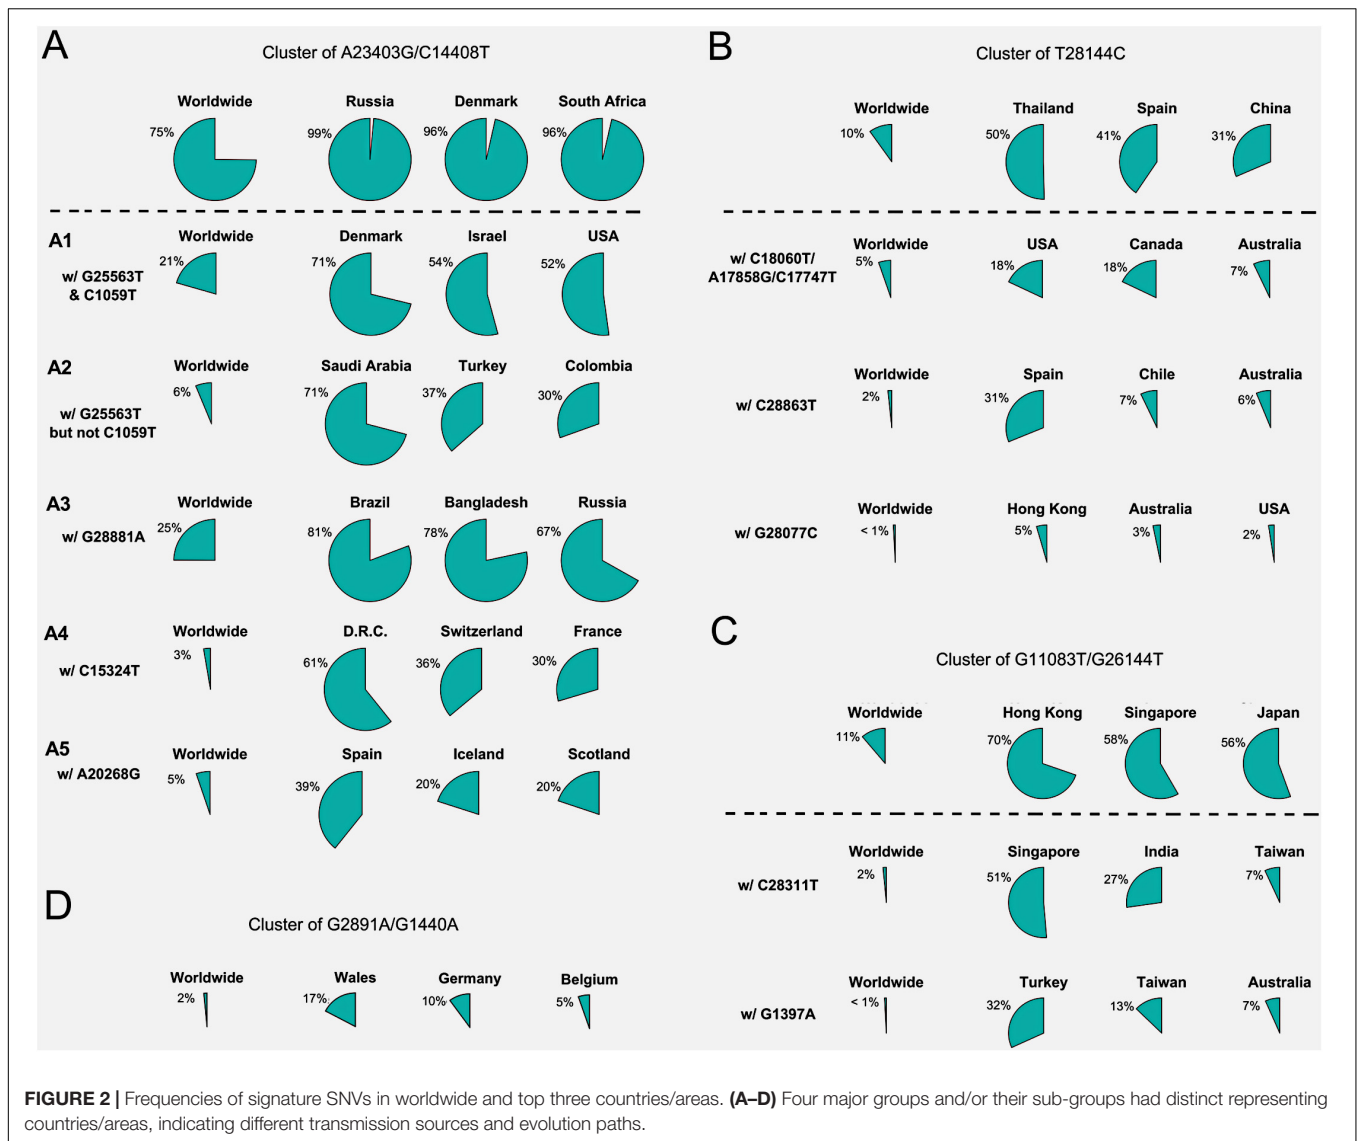 A
Cluster of A23403G/C14408T
Worldwide Russia Denmark South Africa
75% 99% 96% 96%
A1
w/ G25563T
& C1059T
Worldwide Denmark Israel USA
21% 71% 54% 52%
A2
w/ G25563T
but not C1059T
Worldwide Saudi Arabia Turkey Colombia
6% 71% 37% 30%
A3
w/ G28881A
Worldwide Brazil Bangladesh Russia
25% 81% 78% 67%
A4
w/ C15324T
Worldwide D.R.C. Switzerland France
3% 61% 36% 30%
A5
w/ A20268G
Worldwide Spain Iceland Scotland
5% 39% 20% 20%
B
Cluster of T28144C
Worldwide Thailand Spain China
10% 50% 41% 31%
w/ C18060T/
A17858G/C17747T
Worldwide USA Canada Australia
5% 18% 18% 7%
w/ C28863T
Worldwide Spain Chile Australia
2% 31% 7% 6%
w/ G28077C
Worldwide Hong Kong Australia USA
< 1% 5% 3% 2%
C
Cluster of G11083T/G26144T
Worldwide Hong Kong Singapore Japan
11% 70% 58% 56%
w/ C28311T
Worldwide Singapore India Taiwan
2% 51% 27% 7%
w/ G1397A
Worldwide Turkey Taiwan Australia
< 1% 32% 13% 7%
D
Cluster of G2891A/G1440A
Worldwide Wales Germany Belgium
2% 17% 10% 5%
FIGURE 2 | Frequencies of signature SNVs in worldwide and top three countries/areas. (A–D) Four major groups and/or their sub-groups had distinct representing
countries/areas, indicating different transmission sources and evolution paths.